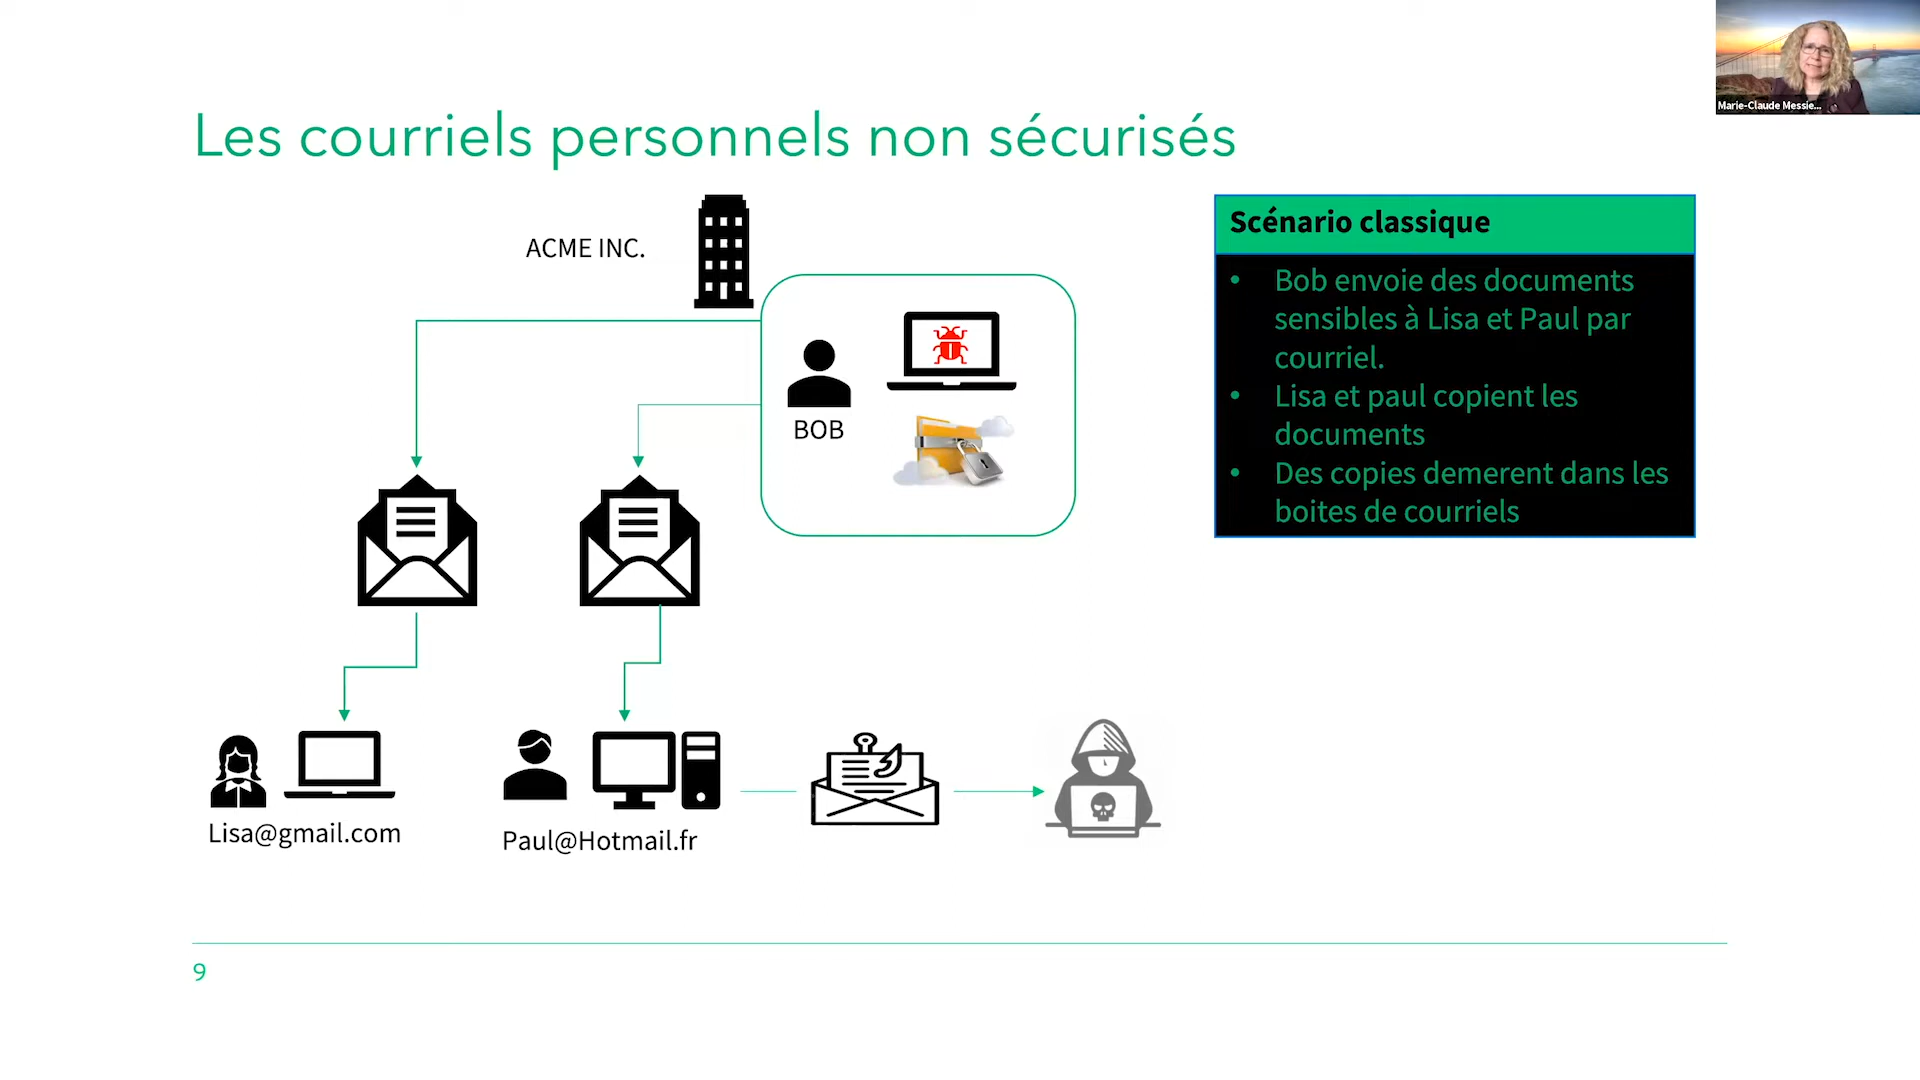 Marie-Claude Messie...
Les courriels personnels non sécurisés
ACME INC.
BOB
Lisa@gmail.com
Paul@Hotmail.fr
Scénario classique
• Bob envoie des documents
sensibles à Lisa et Paul par
courriel.
• Lisa et paul copient les
documents
• Des copies demerent dans les
boites de courriels
9